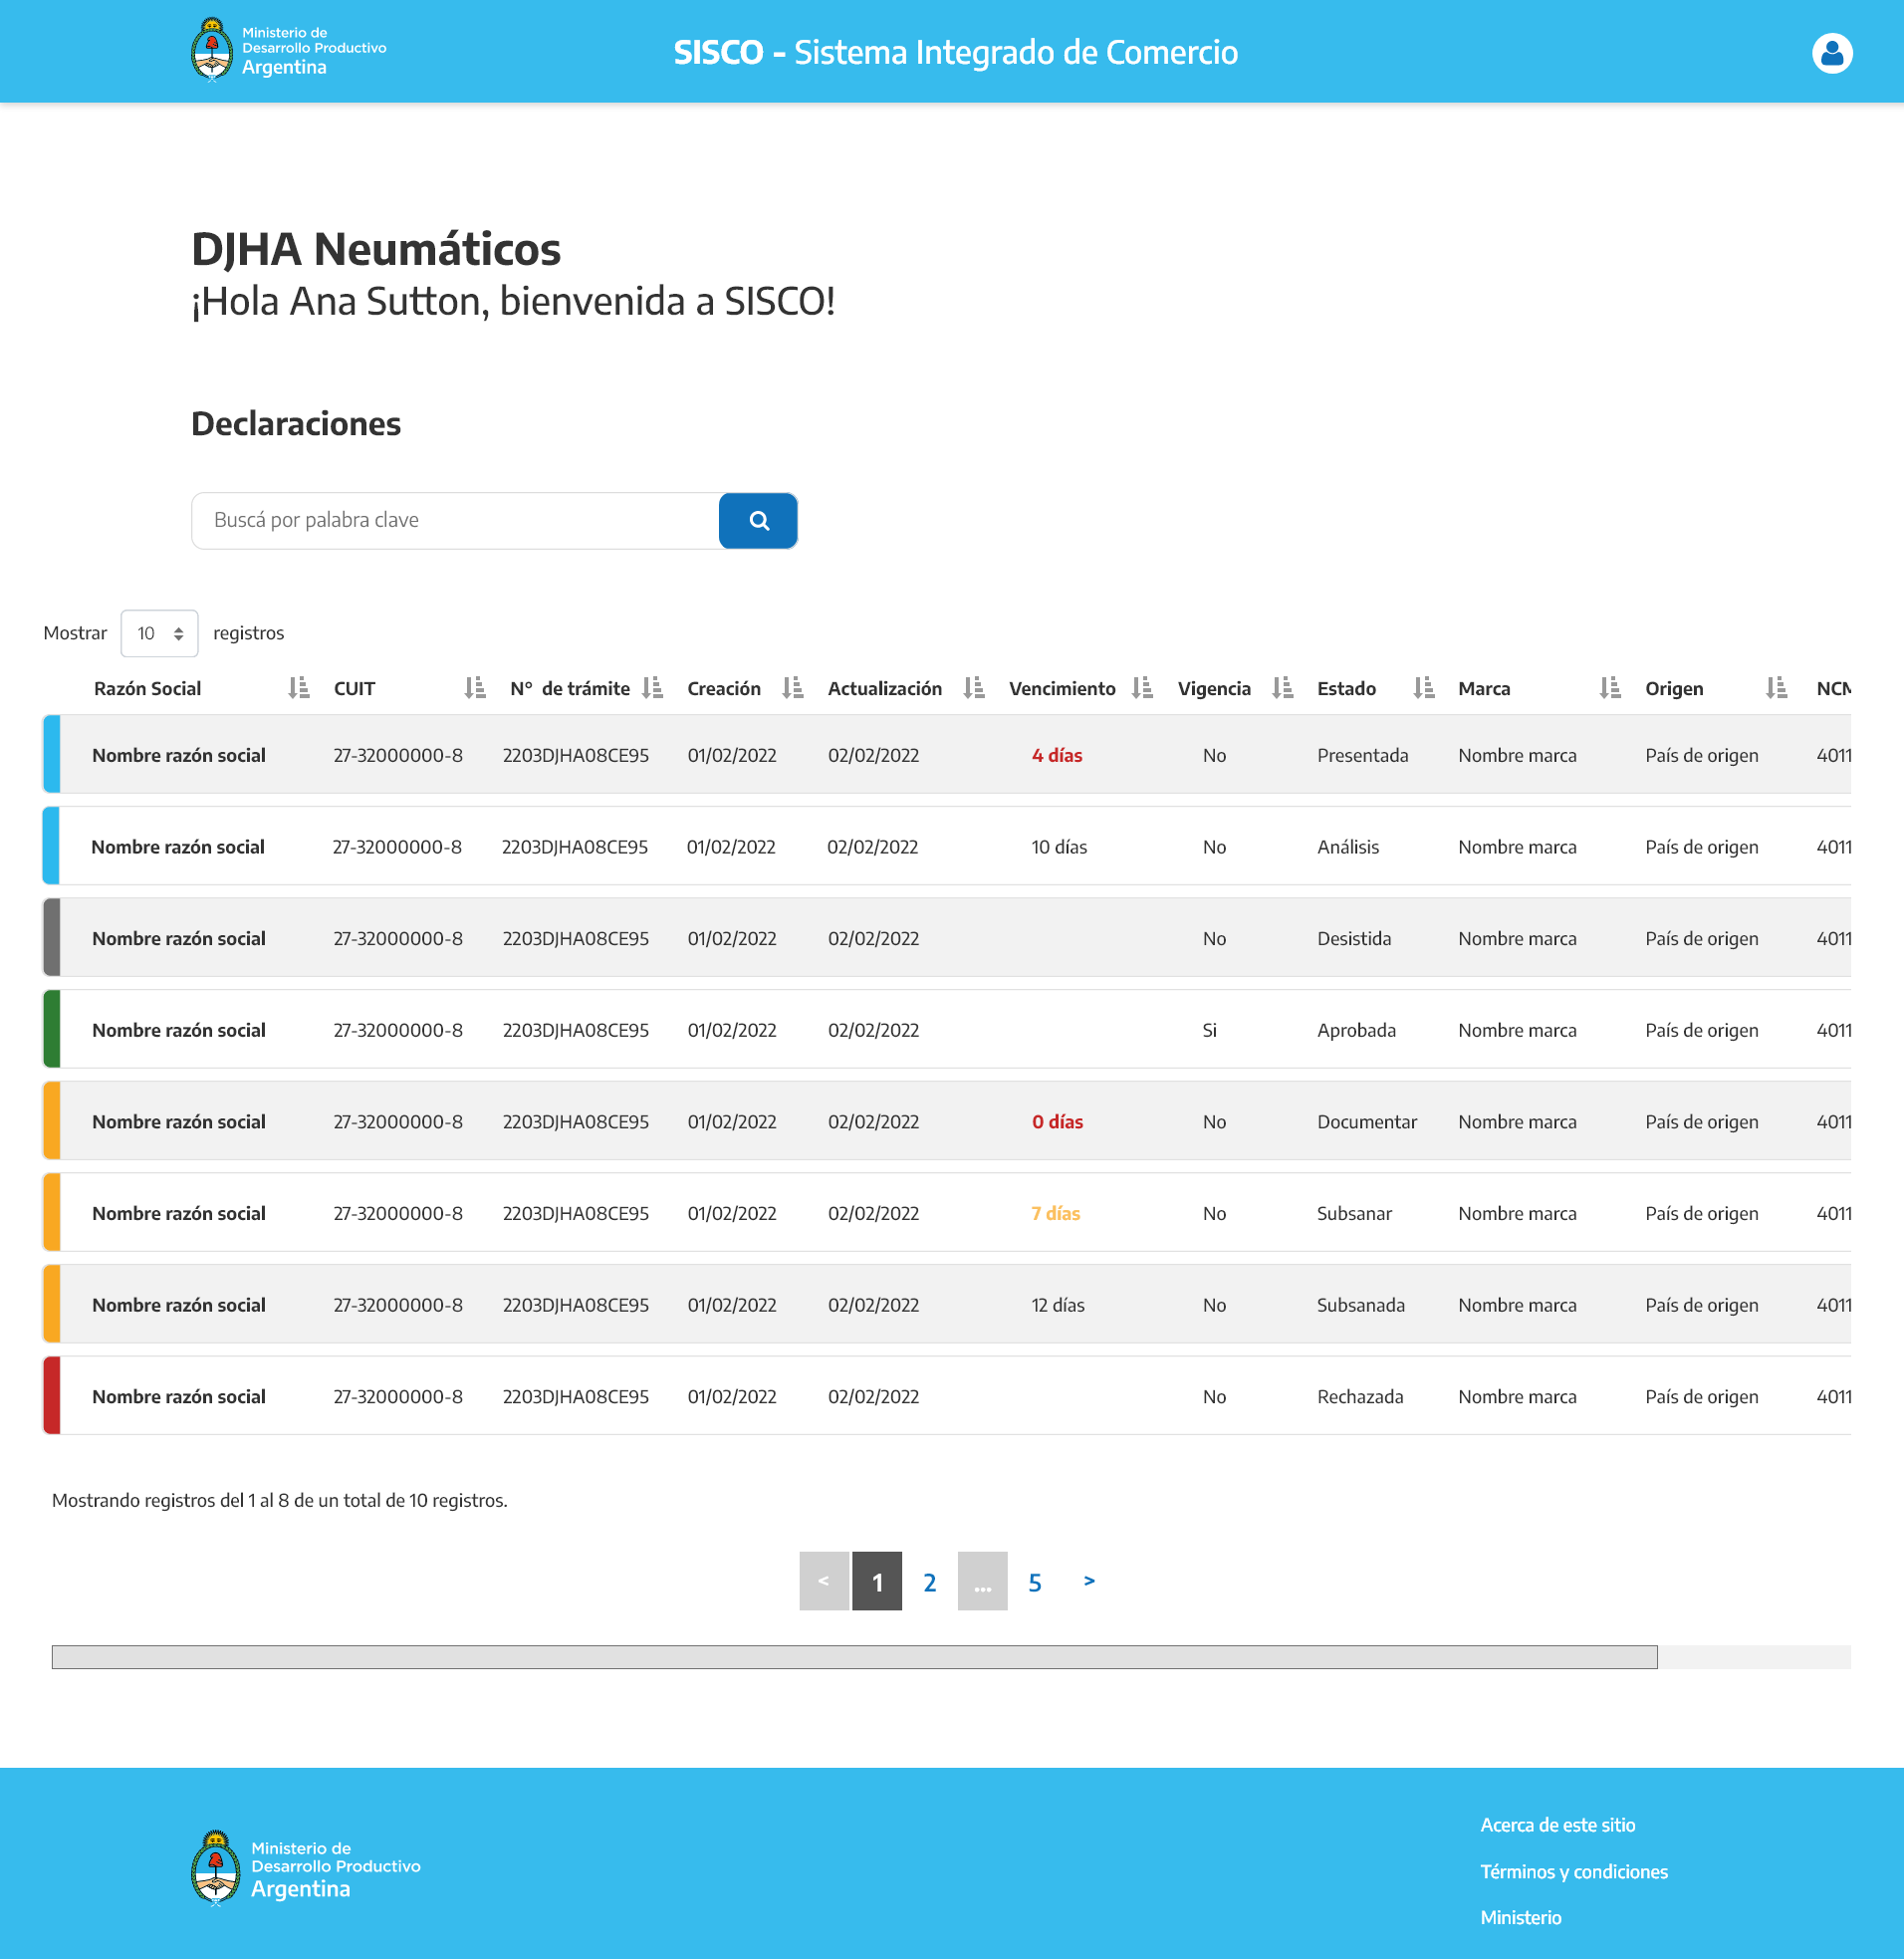 Ministerio de
Desarrollo Productivo
Argentina
SISCO - Sistema Integrado de Comercio
DJHA Neumáticos
¡Hola Ana Sutton, bienvenida a SISCO!
Declaraciones
Buscá por palabra clave
Mostrar 10 registros
Razón Social CUIT N° de trámite Creación Actualización Vencimiento Vigencia Estado Marca Origen NCM
Nombre razón social 27-32000000-8 2203DJHA08CE95 01/02/2022 02/02/2022 4 días No Presentada Nombre marca País de origen 4011
Nombre razón social 27-32000000-8 2203DJHA08CE95 01/02/2022 02/02/2022 10 días No Análisis Nombre marca País de origen 4011
Nombre razón social 27-32000000-8 2203DJHA08CE95 01/02/2022 02/02/2022 No Desistida Nombre marca País de origen 4011
Nombre razón social 27-32000000-8 2203DJHA08CE95 01/02/2022 02/02/2022 Si Aprobada Nombre marca País de origen 4011
Nombre razón social 27-32000000-8 2203DJHA08CE95 01/02/2022 02/02/2022 0 días No Documentar Nombre marca País de origen 4011
Nombre razón social 27-32000000-8 2203DJHA08CE95 01/02/2022 02/02/2022 7 días No Subsanar Nombre marca País de origen 4011
Nombre razón social 27-32000000-8 2203DJHA08CE95 01/02/2022 02/02/2022 12 días No Subsanada Nombre marca País de origen 4011
Nombre razón social 27-32000000-8 2203DJHA08CE95 01/02/2022 02/02/2022 No Rechazada Nombre marca País de origen 4011
Mostrando registros del 1 al 8 de un total de 10 registros.
< 1 2 ... 5 >
Acerca de este sitio
Términos y condiciones
Ministerio
Ministerio de
Desarrollo Productivo
Argentina